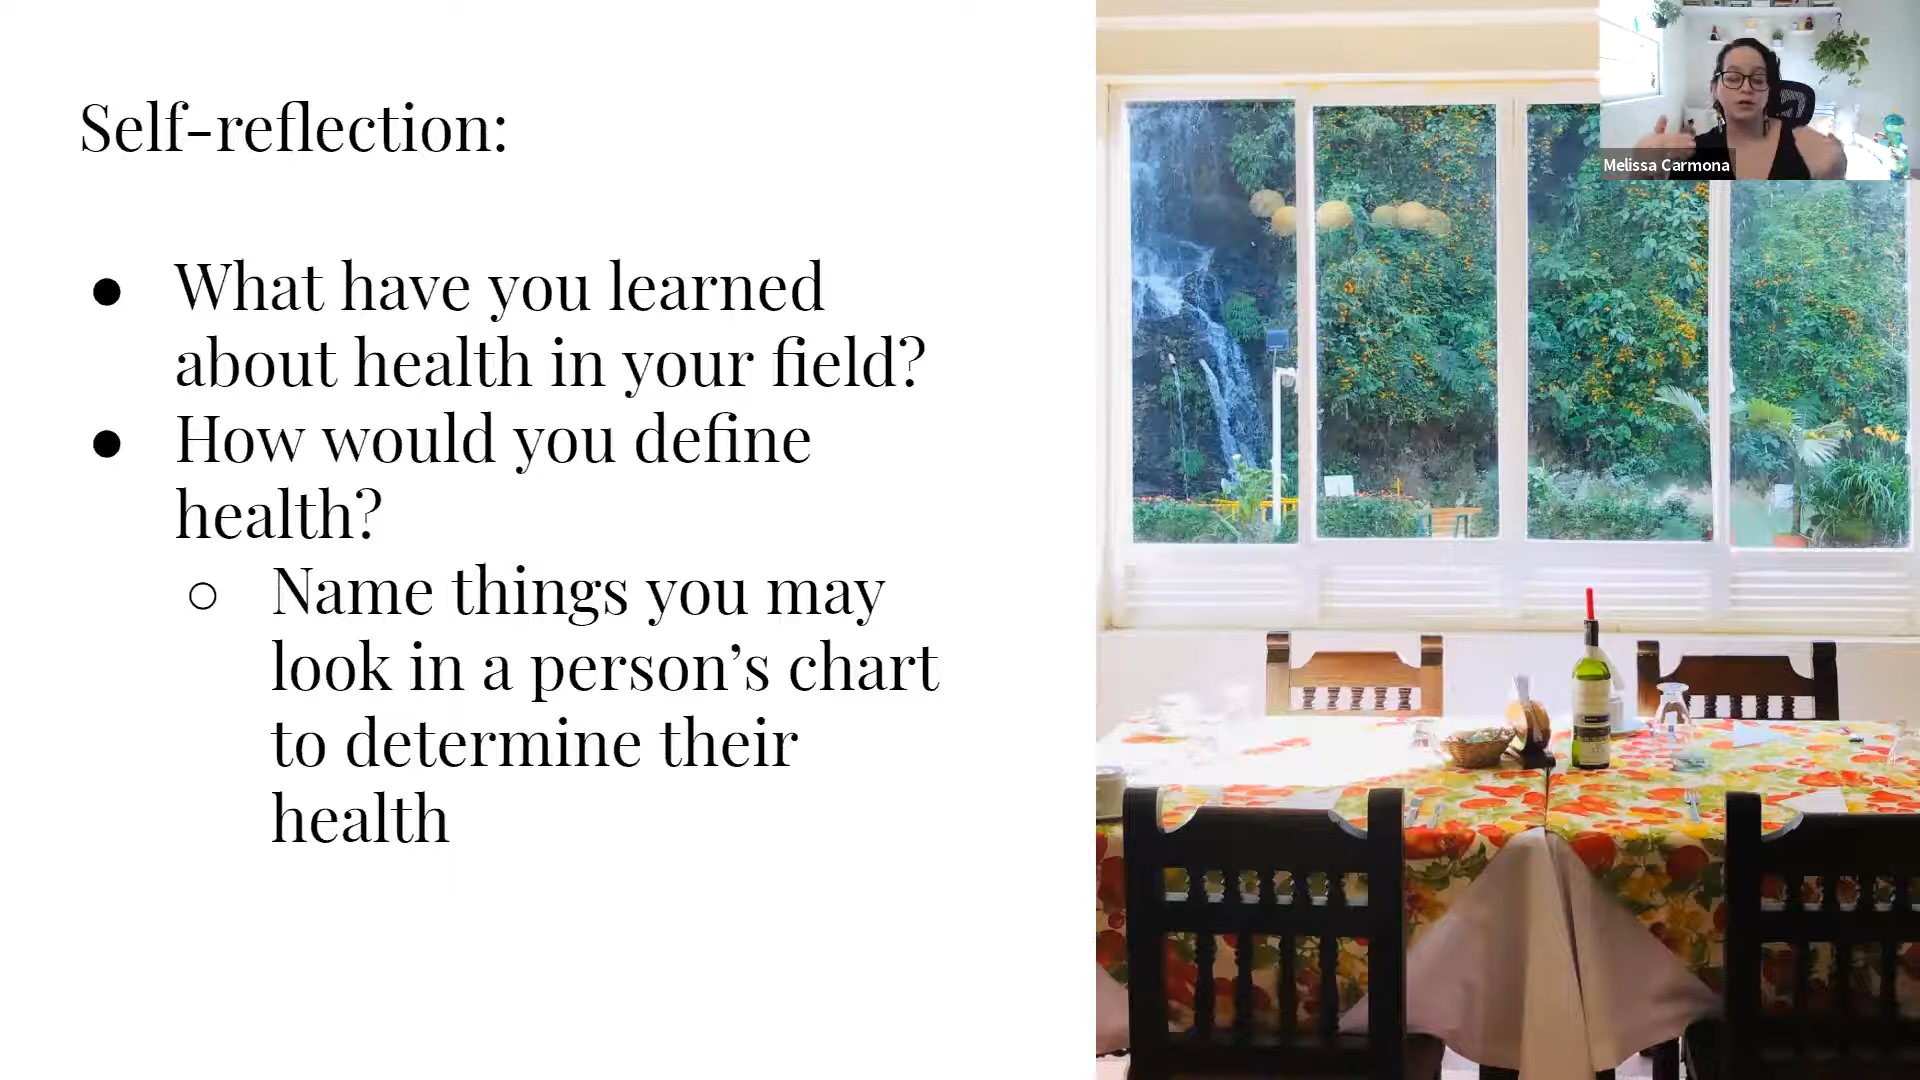 Self-reflection:
● What have you learned
about health in your field?
● How would you define
health?
○ Name things you may
look in a person’s chart
to determine their
health
Melissa Carmona